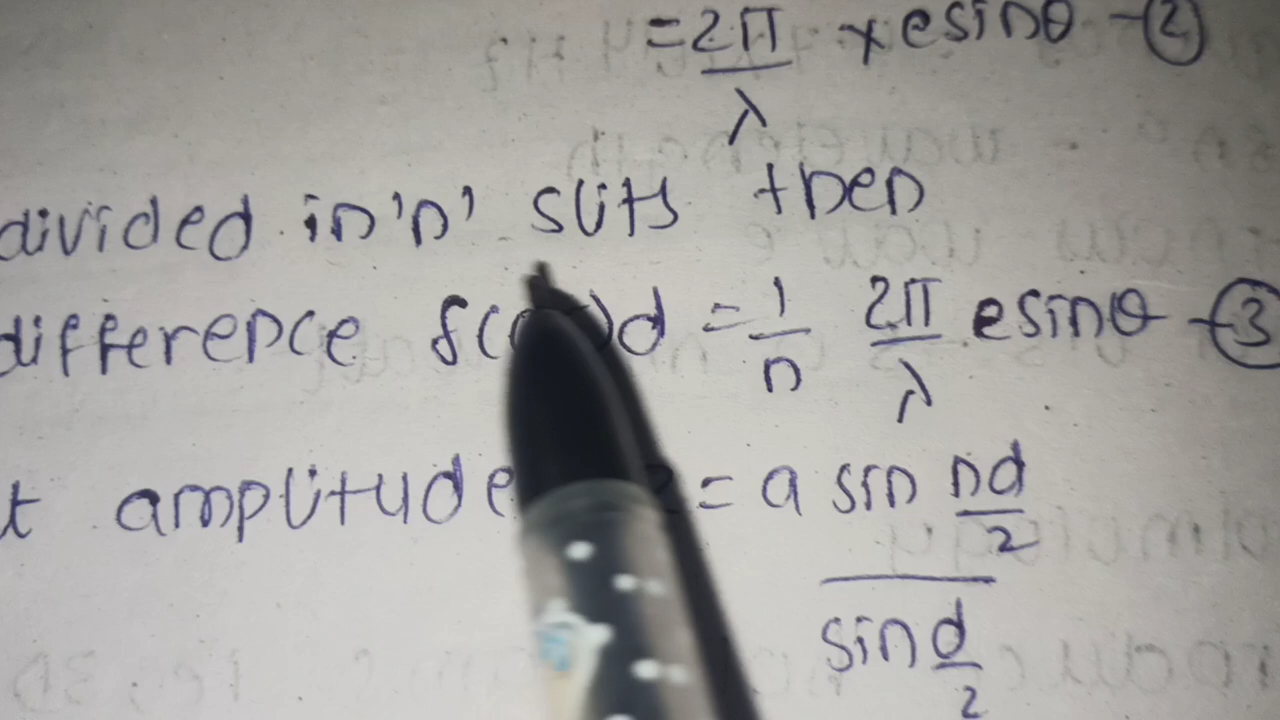 = 2π/λ × e sinθ - ②
divided in 'n' slits then
difference d = 1/n 2π/λ e sinθ - ③
t amplitude = a sin nd/2 / sin d/2